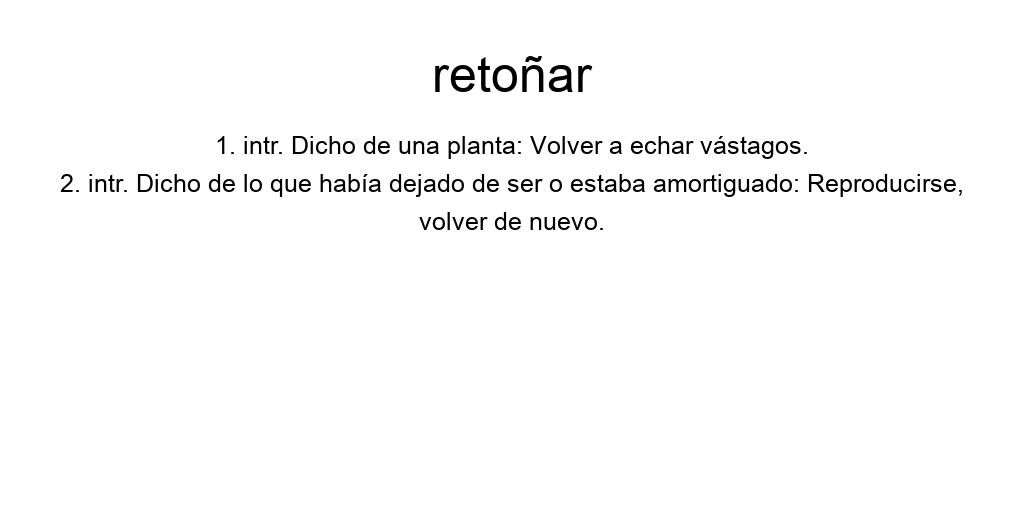 retoñar
1. intr. Dicho de una planta: Volver a echar vástagos.
2. intr. Dicho de lo que había dejado de ser o estaba amortiguado: Reproducirse,
volver de nuevo.